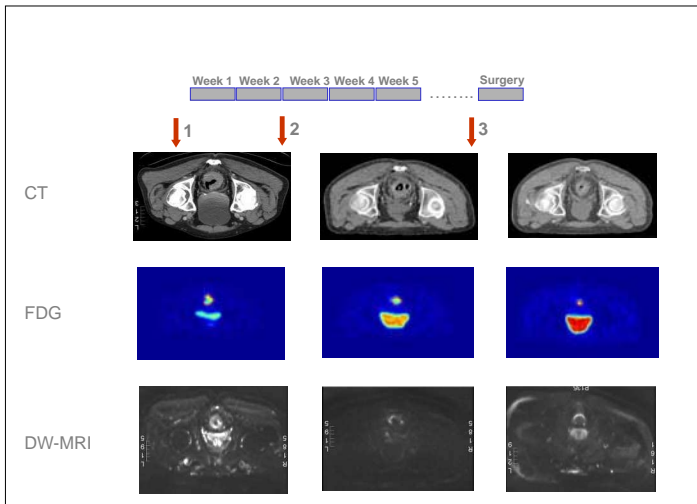 Week 1 Week 2 Week 3 Week 4 Week 5 ........ Surgery
1 2 3
CT
FDG
DW-MRI